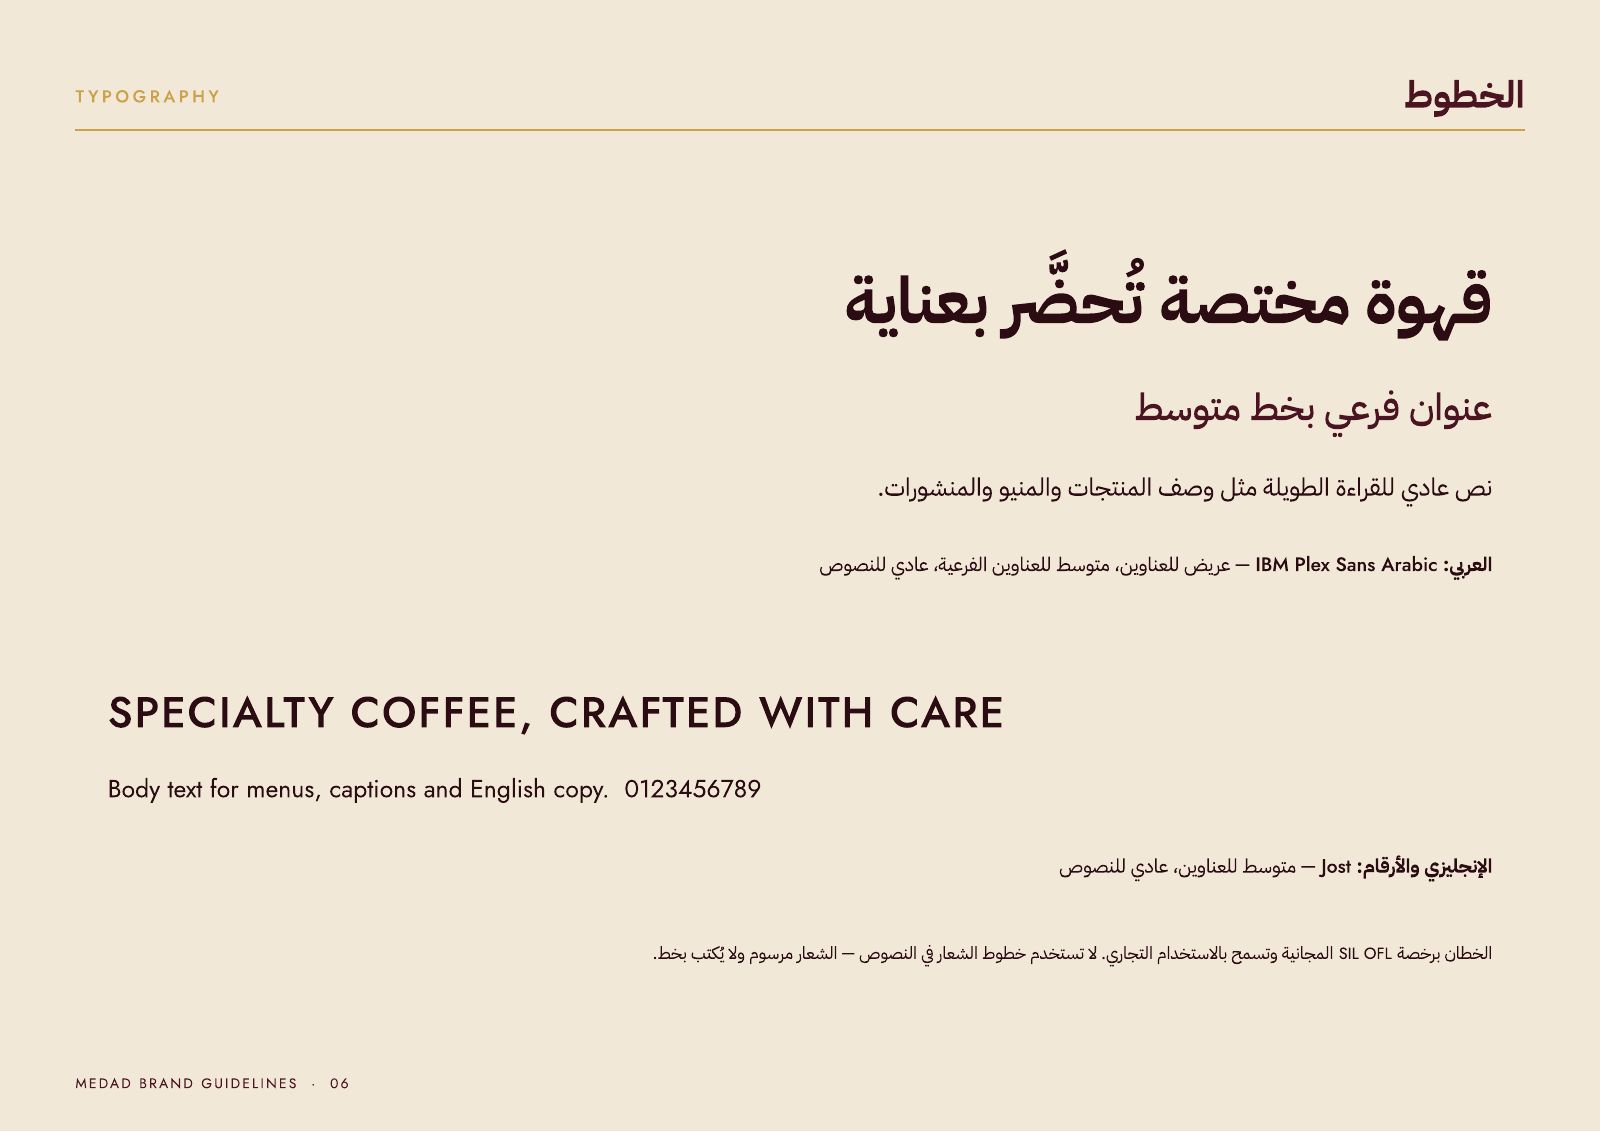 TYPOGRAPHY
الخطوط
قهوة مختصة تُحضَّر بعناية
عنوان فرعي بخط متوسط
نص عادي للقراءة الطويلة مثل وصف المنتجات والمنيو والمنشورات.
العربي: IBM Plex Sans Arabic — عريض للعناوين، متوسط للعناوين الفرعية، عادي للنصوص
SPECIALTY COFFEE, CRAFTED WITH CARE
Body text for menus, captions and English copy. 0123456789
الإنجليزي والأرقام: Jost — متوسط للعناوين، عادي للنصوص
الخطان برخصة SIL OFL المجانية وتسمح بالاستخدام التجاري. لا تستخدم خطوط الشعار في النصوص — الشعار مرسوم ولا يُكتب بخط.
MEDAD BRAND GUIDELINES · 06